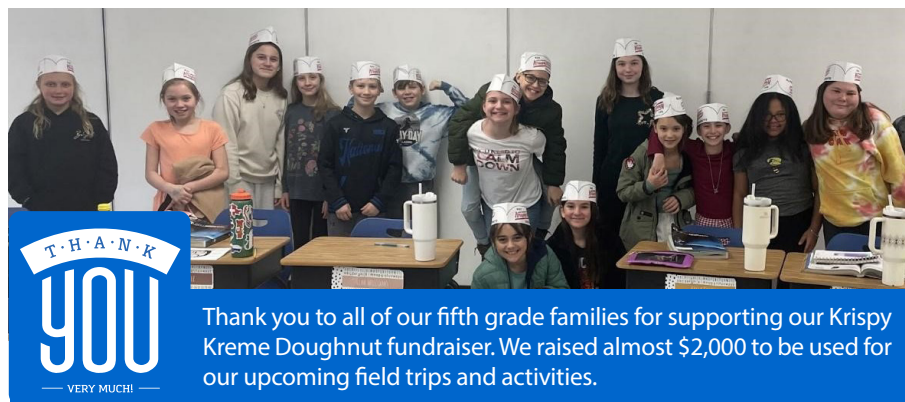 CALM
DOWN
THANK
YOU
VERY MUCH!
Thank you to all of our fifth grade families for supporting our Krispy
Kreme Doughnut fundraiser. We raised almost $2,000 to be used for
our upcoming field trips and activities.